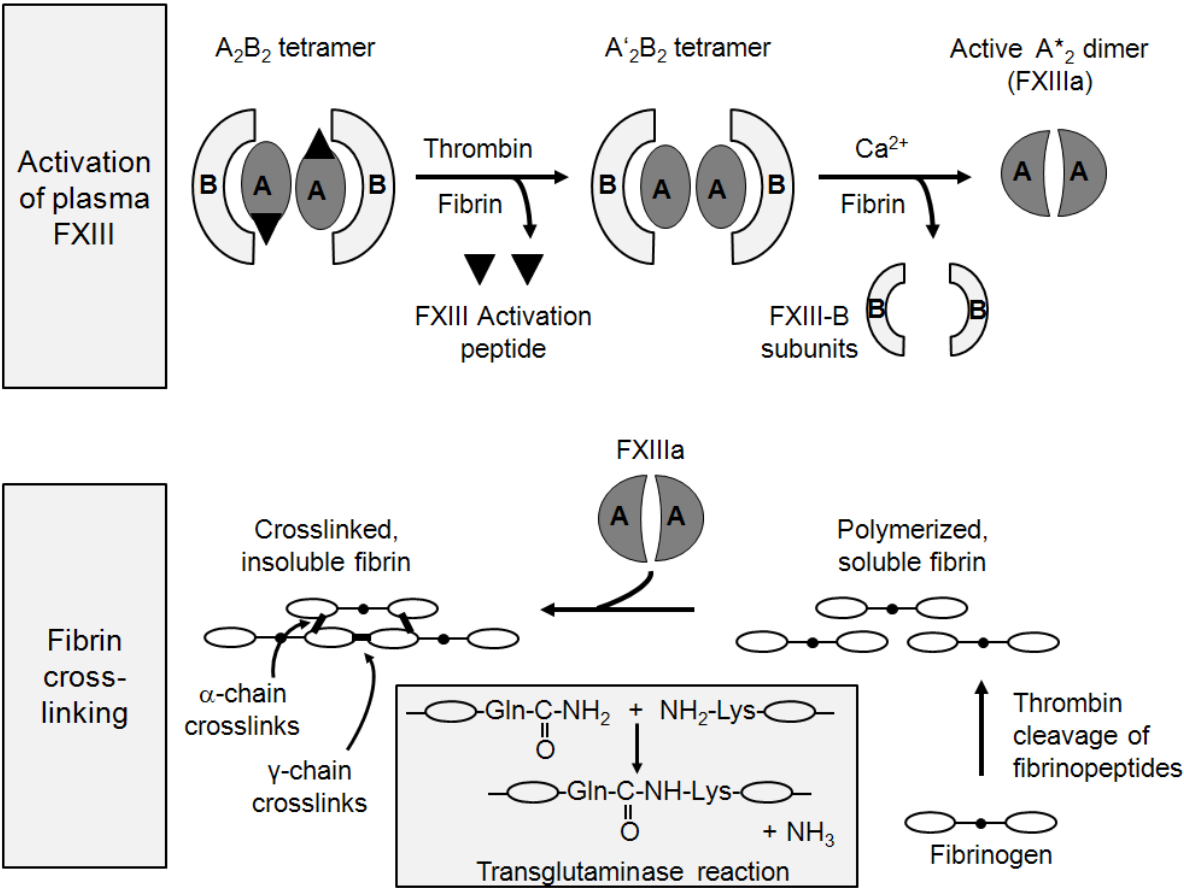 Activation
of plasma
FXIII
A₂B₂ tetramer
B
A
A
B
Thrombin
Fibrin
FXIII Activation
peptide
A‘₂B₂ tetramer
B
A
A
B
Ca²⁺
Fibrin
FXIII-B
subunits
B
B
Active A*₂ dimer
(FXIIIa)
A
A
Fibrin
cross-
linking
FXIIIa
A
A
Crosslinked,
insoluble fibrin
α-chain
crosslinks
γ-chain
crosslinks
Polymerized,
soluble fibrin
Thrombin
cleavage of
fibrinopeptides
Fibrinogen
Gln-C-NH₂ + NH₂-Lys
O
Gln-C-NH-Lys
O
+ NH₃
Transglutaminase reaction